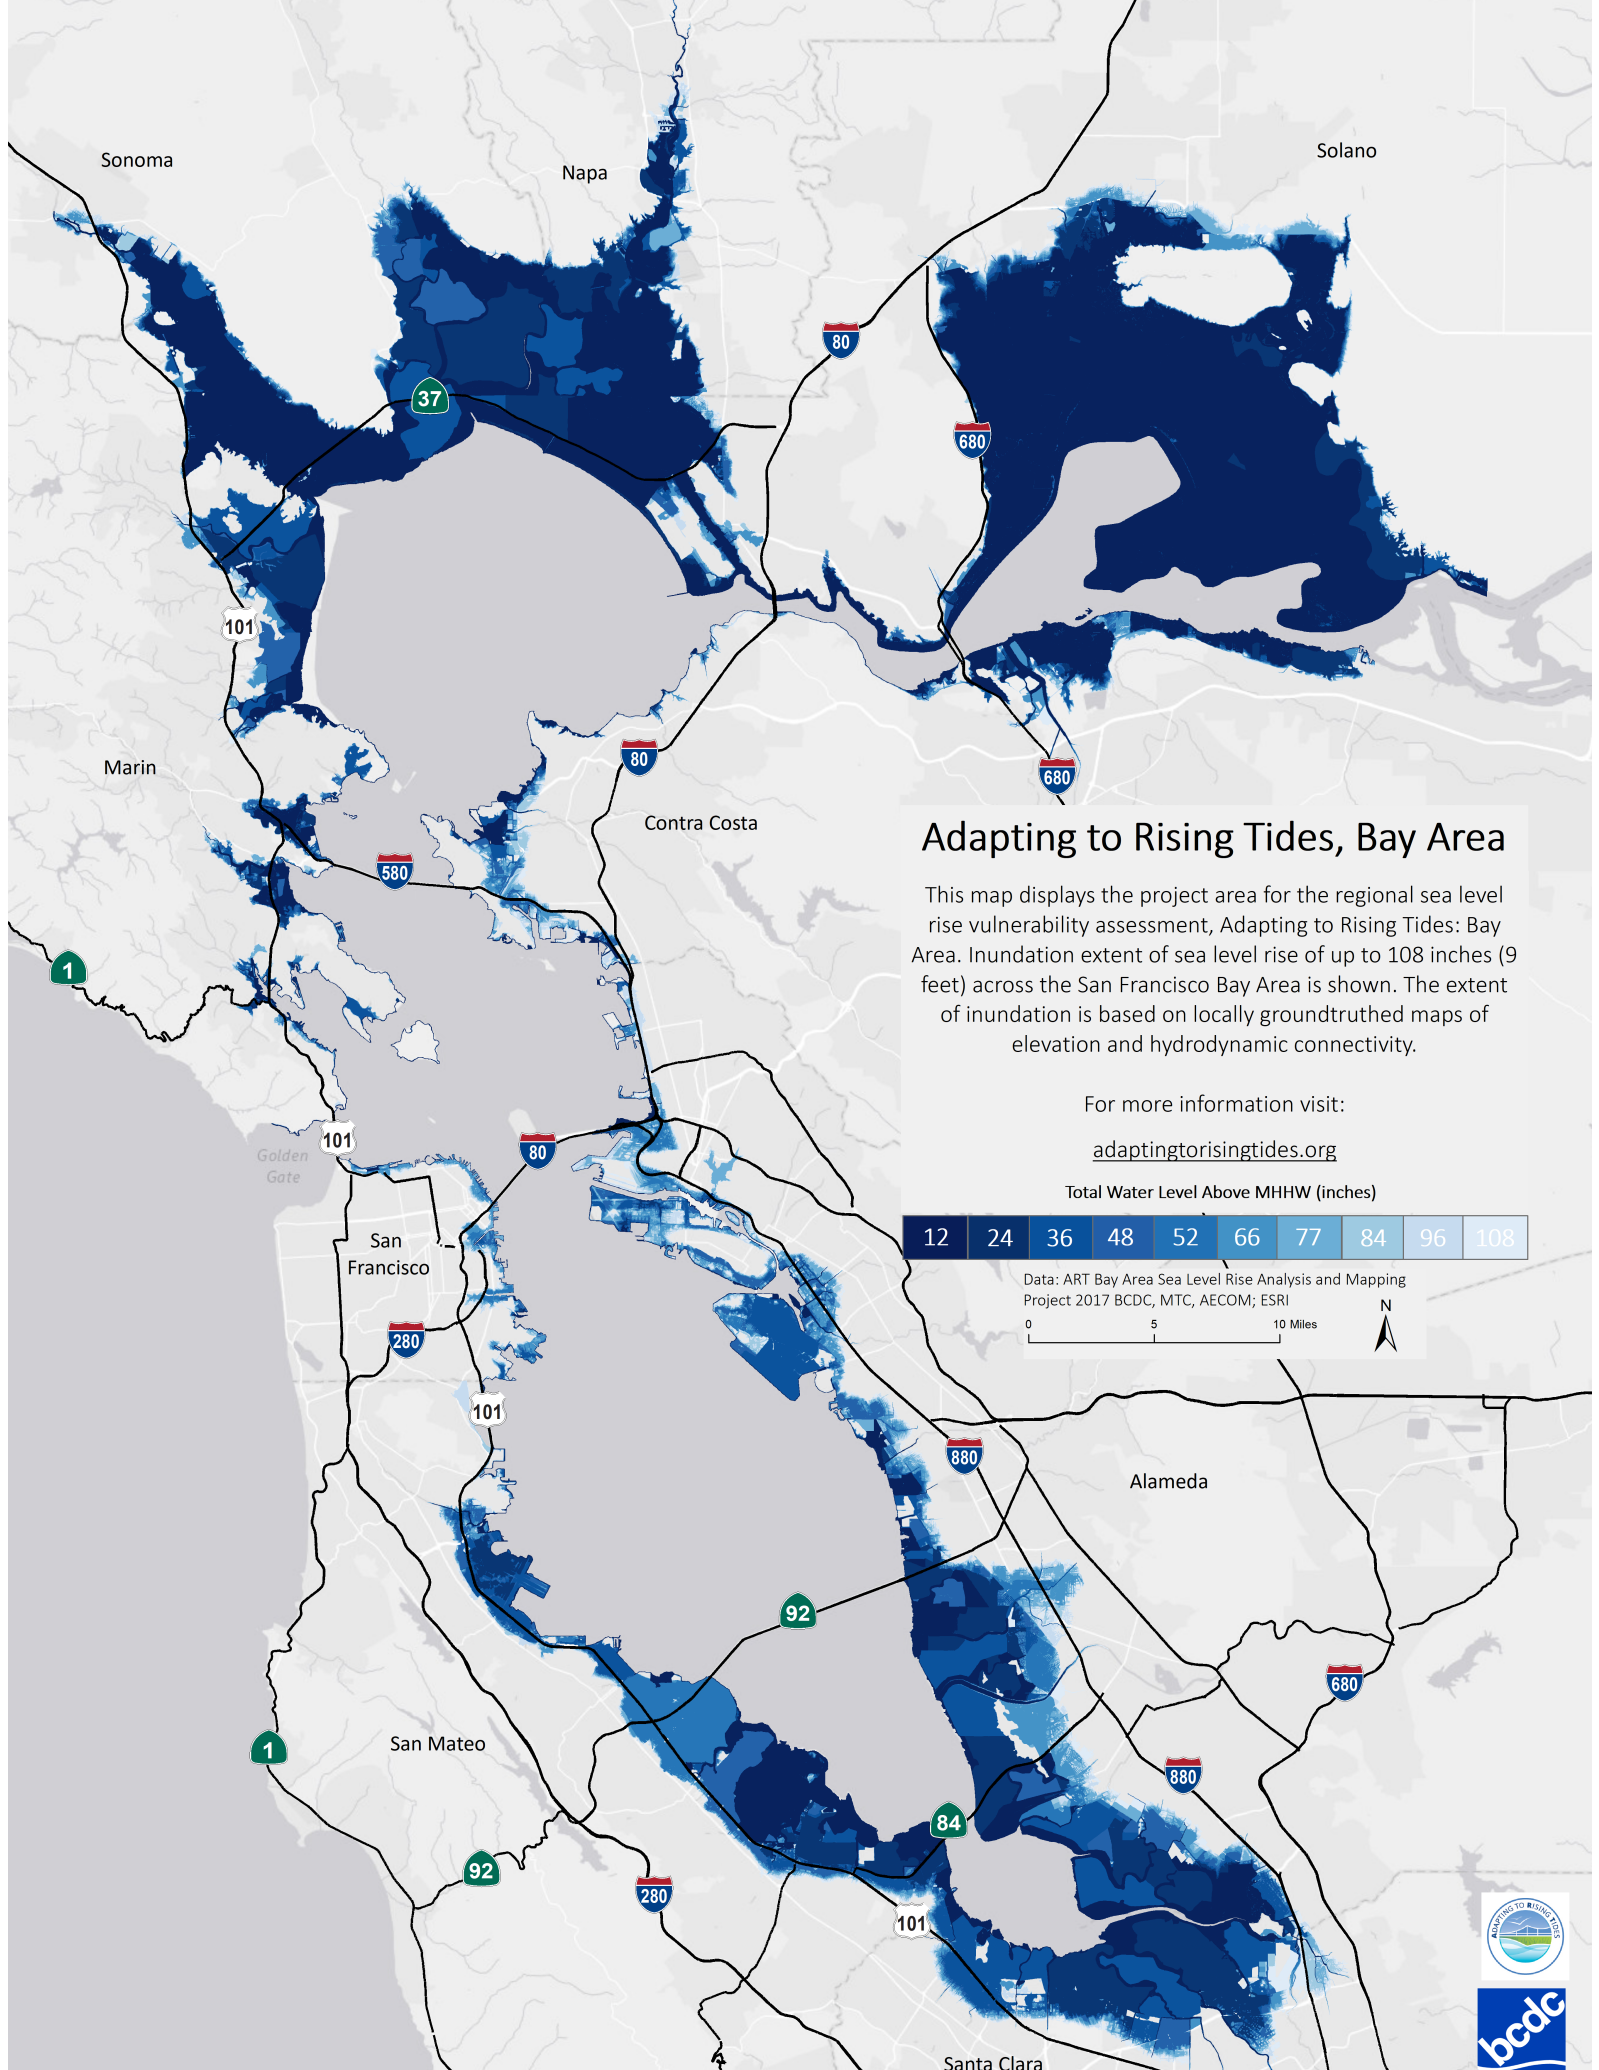 Sonoma
Napa
Solano
80
37
680
101
Marin
80
680
Contra Costa
580
1
Adapting to Rising Tides, Bay Area
This map displays the project area for the regional sea level
rise vulnerability assessment, Adapting to Rising Tides: Bay
Area. Inundation extent of sea level rise of up to 108 inches (9
feet) across the San Francisco Bay Area is shown. The extent
of inundation is based on locally groundtruthed maps of
elevation and hydrodynamic connectivity.
For more information visit:
adaptingtorisingtides.org
Total Water Level Above MHHW (inches)
12 24 36 48 52 66 77 84 96 108
Data: ART Bay Area Sea Level Rise Analysis and Mapping
Project 2017 BCDC, MTC, AECOM; ESRI
N
0 5 10 Miles
101
80
Golden
Gate
San
Francisco
280
101
880
Alameda
92
680
San Mateo
1
880
84
92
280
101
ADAPTING TO RISING TIDES
bcdc
Santa Clara